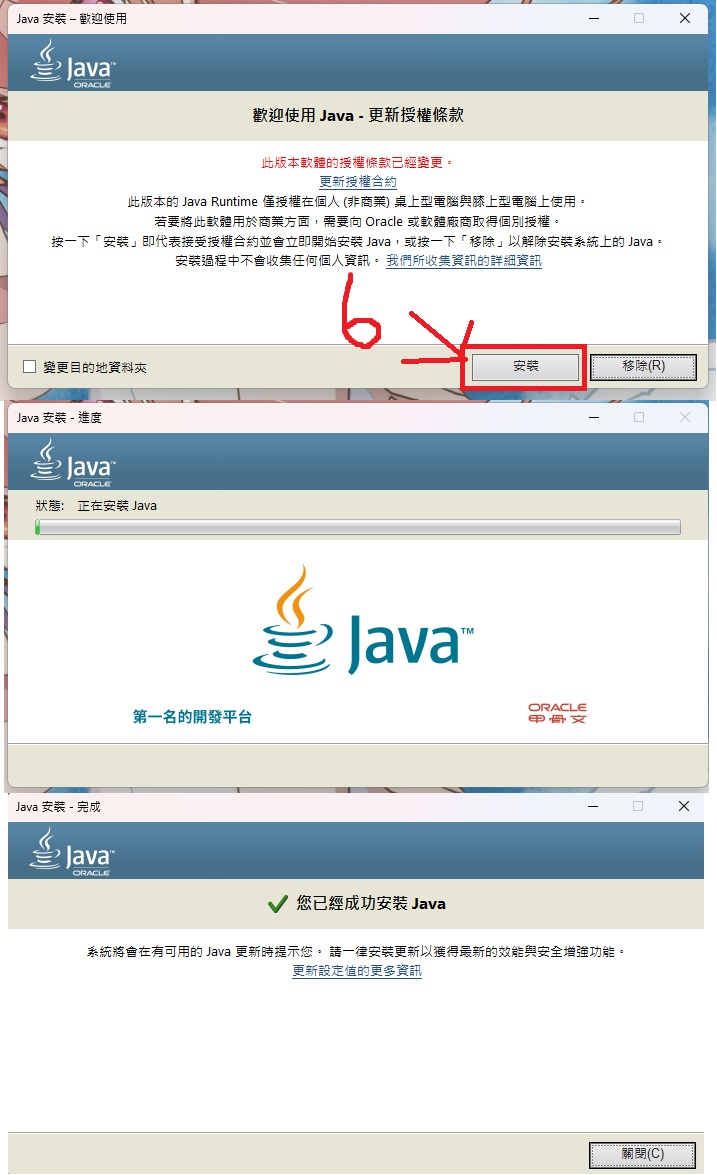 Java 安裝 – 歡迎使用
Java™
ORACLE
歡迎使用 Java - 更新授權條款
此版本軟體的授權條款已經變更。
更新授權合約
此版本的 Java Runtime 僅授權在個人 (非商業) 桌上型電腦與膝上型電腦上使用。
若要將此軟體用於商業方面，需要向 Oracle 或軟體廠商取得個別授權。
按一下「安裝」即代表接受授權合約並會立即開始安裝 Java，或按一下「移除」以解除安裝系統上的 Java。
安裝過程中不會收集任何個人資訊。 我們所收集資訊的詳細資訊
6
變更目的地資料夾
安裝
移除(R)
Java 安裝 - 進度
Java™
ORACLE
狀態: 正在安裝 Java
Java™
第一名的開發平台
ORACLE
甲骨文
Java 安裝 - 完成
Java™
ORACLE
您已經成功安裝 Java
系統將會在有可用的 Java 更新時提示您。 請一律安裝更新以獲得最新的效能與安全增強功能。
更新設定值的更多資訊
關閉(C)